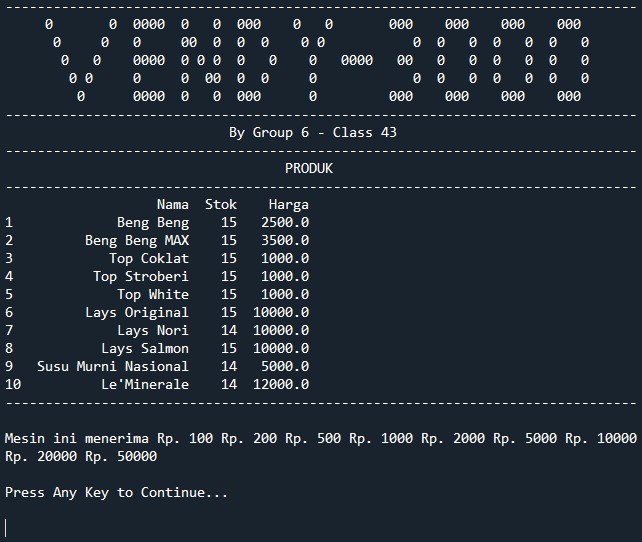 --------------------------------------------------------------------------------
     0       0  0000  0   0  000    0   0       000    000    000    000
      0     0   0     00  0  0  0    0 0           0  0   0  0   0  0   0
       0   0    0000  0 0 0  0   0    0   0000   00   0   0  0   0  0   0
        0 0     0     0  00  0  0     0            0  0   0  0   0  0   0
         0      0000  0   0  000      0         000    000    000    000
--------------------------------------------------------------------------------
By Group 6 - Class 43
--------------------------------------------------------------------------------
PRODUK
--------------------------------------------------------------------------------
Nama Stok Harga
1 Beng Beng 15 2500.0
2 Beng Beng MAX 15 3500.0
3 Top Coklat 15 1000.0
4 Top Stroberi 15 1000.0
5 Top White 15 1000.0
6 Lays Original 15 10000.0
7 Lays Nori 14 10000.0
8 Lays Salmon 15 10000.0
9 Susu Murni Nasional 14 5000.0
10 Le'Minerale 14 12000.0
--------------------------------------------------------------------------------
Mesin ini menerima Rp. 100 Rp. 200 Rp. 500 Rp. 1000 Rp. 2000 Rp. 5000 Rp. 10000
Rp. 20000 Rp. 50000
Press Any Key to Continue...